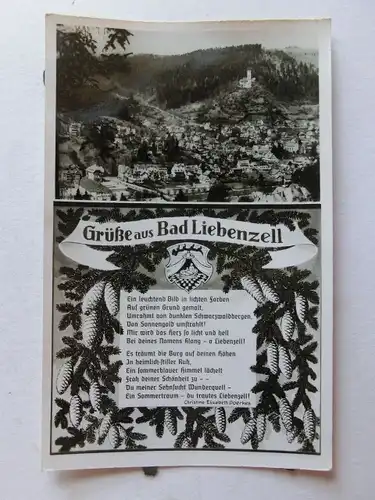 Grüße aus Bad Liebenzell
Ein leuchtend Bild in lichten Farben
Auf grünen Grund gemalt,
Umrahmt von dunklen Schwarzwaldbergen,
Von Sonnengold umstrahlt!
Mir wird das Herz so licht und hell
Bei deines Namens Klang – o Liebenzell!
Es träumt die Burg auf deinen Höhen
In heimlich-stiller Ruh,
Ein sommerblauer Himmel lächelt
Froh deiner Schönheit zu – –
Du meiner Sehnsucht Wunderquell –
Ein Sommertraum – du trautes Liebenzell!
Christine Elisabeth